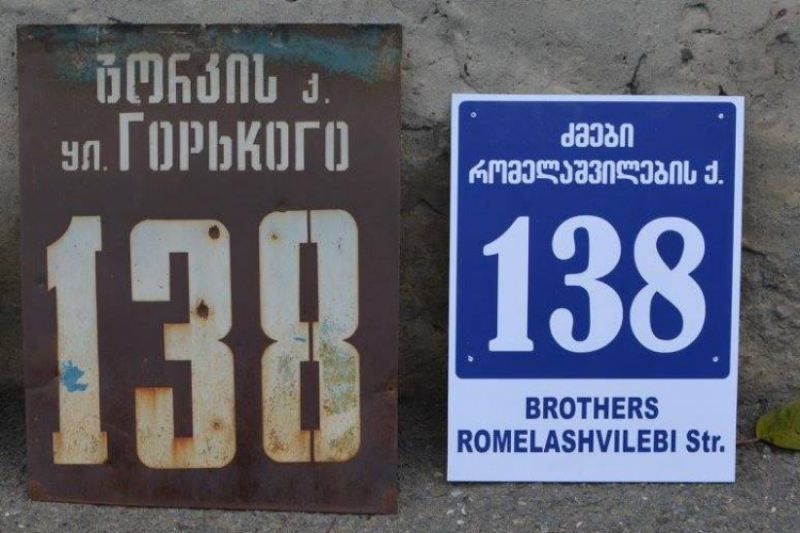 გორკის ქ.
ул. ГОРЬКОГО
138
ძმები
რომელაშვილების ქ.
138
BROTHERS
ROMELASHVILEBI Str.